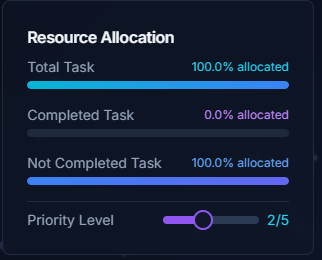 Resource Allocation
Total Task 100.0% allocated
Completed Task 0.0% allocated
Not Completed Task 100.0% allocated
Priority Level 2/5